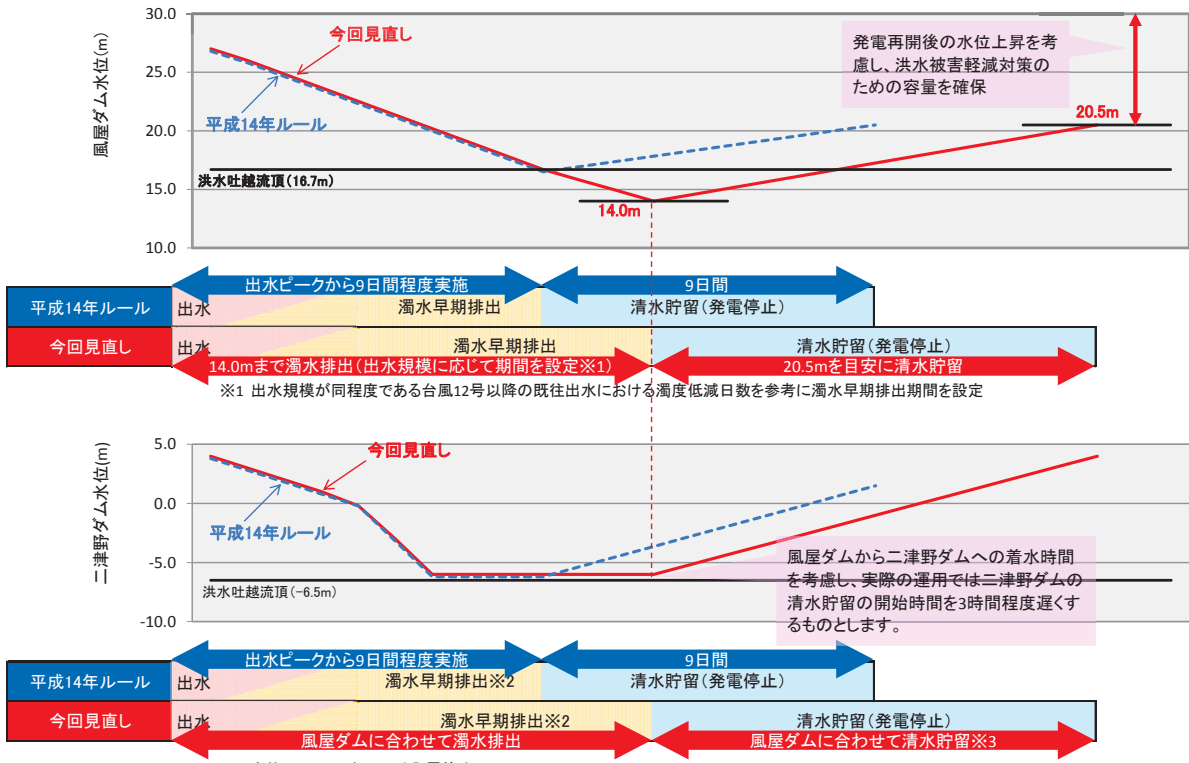 風屋ダム水位(m)
30.0
25.0
20.0
15.0
10.0
今回見直し
平成14年ルール
発電再開後の水位上昇を考
慮し、洪水被害軽減対策の
ための容量を確保
20.5m
洪水吐越流頂(16.7m)
14.0m
出水ピークから9日間程度実施
9日間
平成14年ルール
出水
濁水早期排出
清水貯留(発電停止)
今回見直し
出水
濁水早期排出
清水貯留(発電停止)
14.0mまで濁水排出(出水規模に応じて期間を設定※1)
20.5mを目安に清水貯留
※1 出水規模が同程度である台風12号以降の既往出水における濁度低減日数を参考に濁水早期排出期間を設定
二津野ダム水位(m)
5.0
0.0
-5.0
-10.0
今回見直し
平成14年ルール
洪水吐越流頂(-6.5m)
風屋ダムから二津野ダムへの着水時間
を考慮し、実際の運用では二津野ダムの
清水貯留の開始時間を3時間程度遅くす
るものとします。
出水ピークから9日間程度実施
9日間
平成14年ルール
出水
濁水早期排出※2
清水貯留(発電停止)
今回見直し
出水
濁水早期排出※2
清水貯留(発電停止)
風屋ダムに合わせて濁水排出
風屋ダムに合わせて清水貯留※3